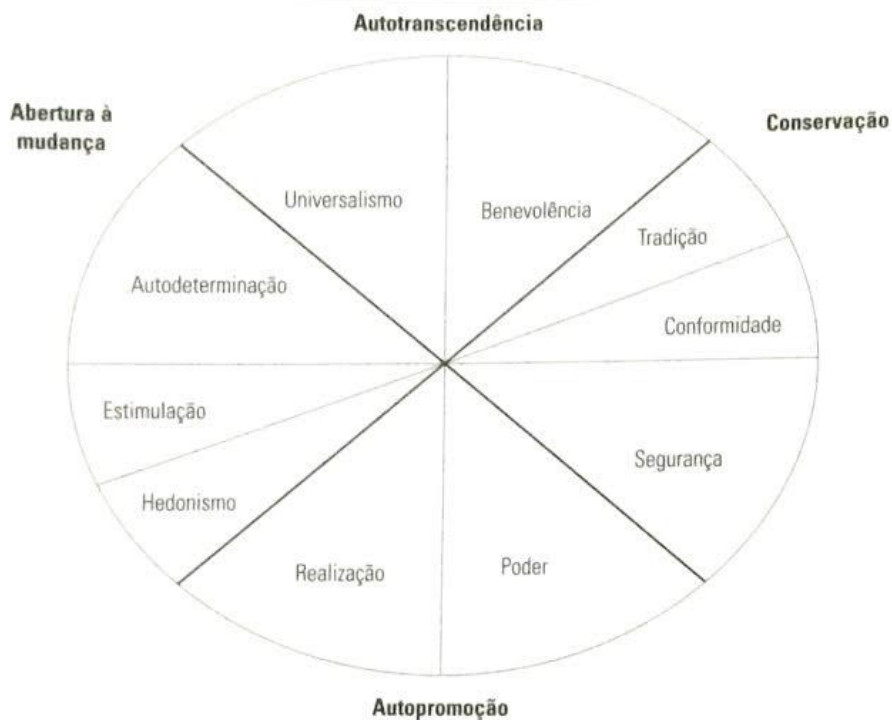 Autotranscendência
Abertura à
mudança
Conservação
Universalismo
Benevolência
Tradição
Autodeterminação
Conformidade
Estimulação
Segurança
Hedonismo
Realização
Poder
Autopromoção